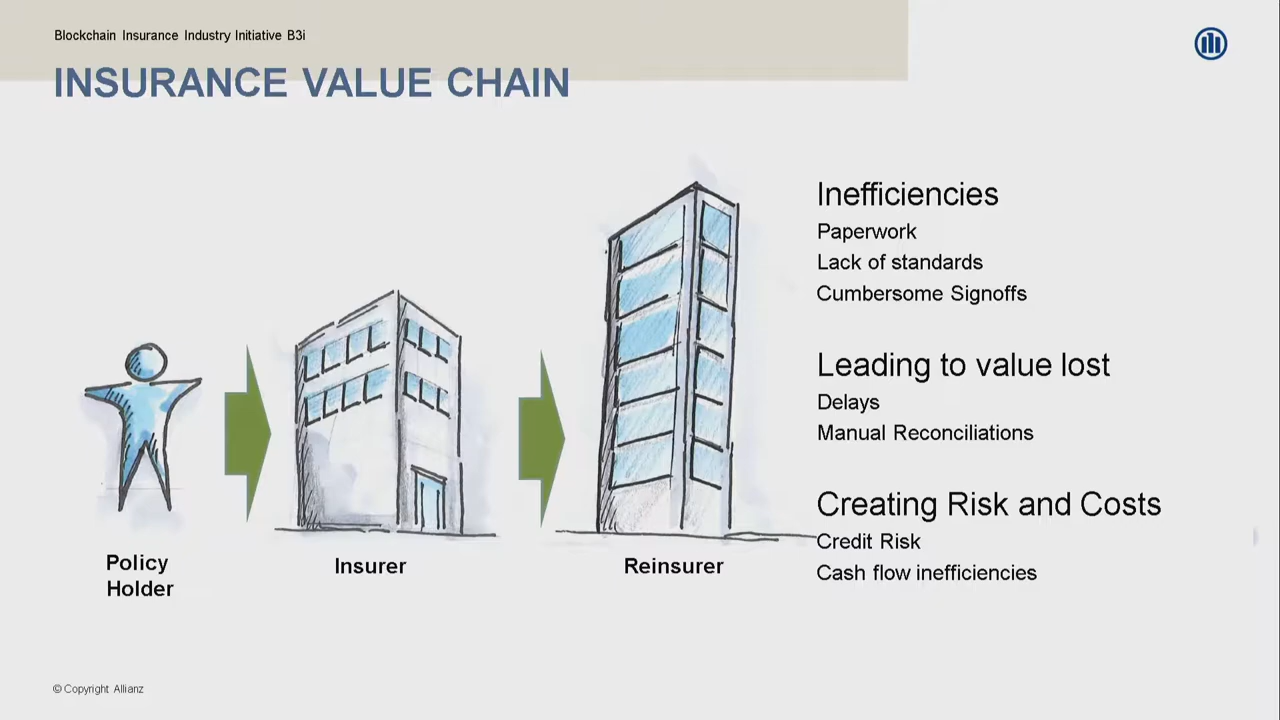 Blockchain Insurance Industry Initiative B3i
INSURANCE VALUE CHAIN
Policy
Holder
Insurer
Reinsurer
Inefficiencies
Paperwork
Lack of standards
Cumbersome Signoffs
Leading to value lost
Delays
Manual Reconciliations
Creating Risk and Costs
Credit Risk
Cash flow inefficiencies
© Copyright Allianz